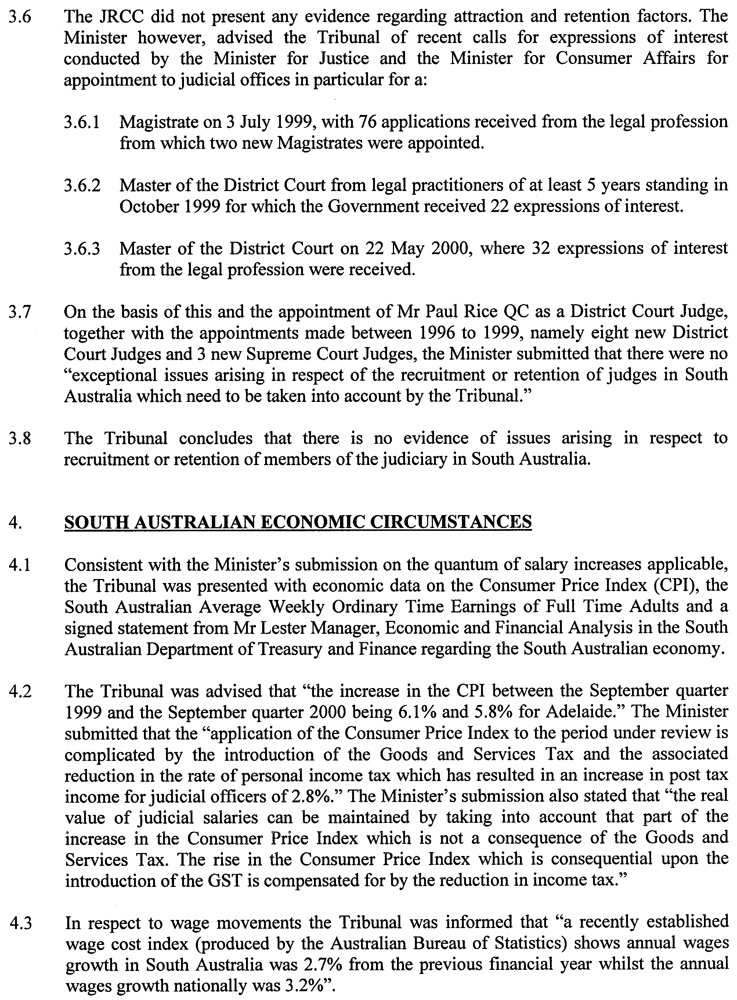 3.6 The JRCC did not present any evidence regarding attraction and retention factors. The
Minister however, advised the Tribunal of recent calls for expressions of interest
conducted by the Minister for Justice and the Minister for Consumer Affairs for
appointment to judicial offices in particular for a:
3.6.1 Magistrate on 3 July 1999, with 76 applications received from the legal profession
from which two new Magistrates were appointed.
3.6.2 Master of the District Court from legal practitioners of at least 5 years standing in
October 1999 for which the Government received 22 expressions of interest.
3.6.3 Master of the District Court on 22 May 2000, where 32 expressions of interest
from the legal profession were received.
3.7 On the basis of this and the appointment of Mr Paul Rice QC as a District Court Judge,
together with the appointments made between 1996 to 1999, namely eight new District
Court Judges and 3 new Supreme Court Judges, the Minister submitted that there were no
“exceptional issues arising in respect of the recruitment or retention of judges in South
Australia which need to be taken into account by the Tribunal.”
3.8 The Tribunal concludes that there is no evidence of issues arising in respect to
recruitment or retention of members of the judiciary in South Australia.
4. SOUTH AUSTRALIAN ECONOMIC CIRCUMSTANCES
4.1 Consistent with the Minister’s submission on the quantum of salary increases applicable,
the Tribunal was presented with economic data on the Consumer Price Index (CPI), the
South Australian Average Weekly Ordinary Time Earnings of Full Time Adults and a
signed statement from Mr Lester Manager, Economic and Financial Analysis in the South
Australian Department of Treasury and Finance regarding the South Australian economy.
4.2 The Tribunal was advised that “the increase in the CPI between the September quarter
1999 and the September quarter 2000 being 6.1% and 5.8% for Adelaide.” The Minister
submitted that the “application of the Consumer Price Index to the period under review is
complicated by the introduction of the Goods and Services Tax and the associated
reduction in the rate of personal income tax which has resulted in an increase in post tax
income for judicial officers of 2.8%.” The Minister’s submission also stated that “the real
value of judicial salaries can be maintained by taking into account that part of the
increase in the Consumer Price Index which is not a consequence of the Goods and
Services Tax. The rise in the Consumer Price Index which is consequential upon the
introduction of the GST is compensated for by the reduction in income tax.”
4.3 In respect to wage movements the Tribunal was informed that “a recently established
wage cost index (produced by the Australian Bureau of Statistics) shows annual wages
growth in South Australia was 2.7% from the previous financial year whilst the annual
wages growth nationally was 3.2%”.